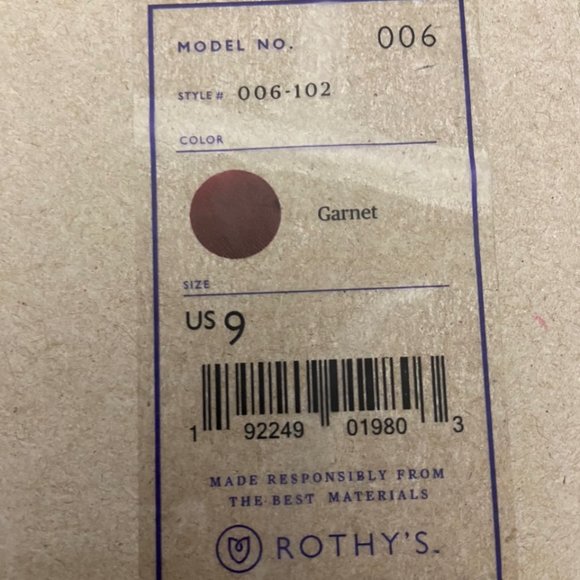 MODEL NO. 006
STYLE# 006-102
COLOR
Garnet
SIZE
US 9
1 92249 01980 3
MADE RESPONSIBLY FROM
THE BEST MATERIALS
ROTHY'S™